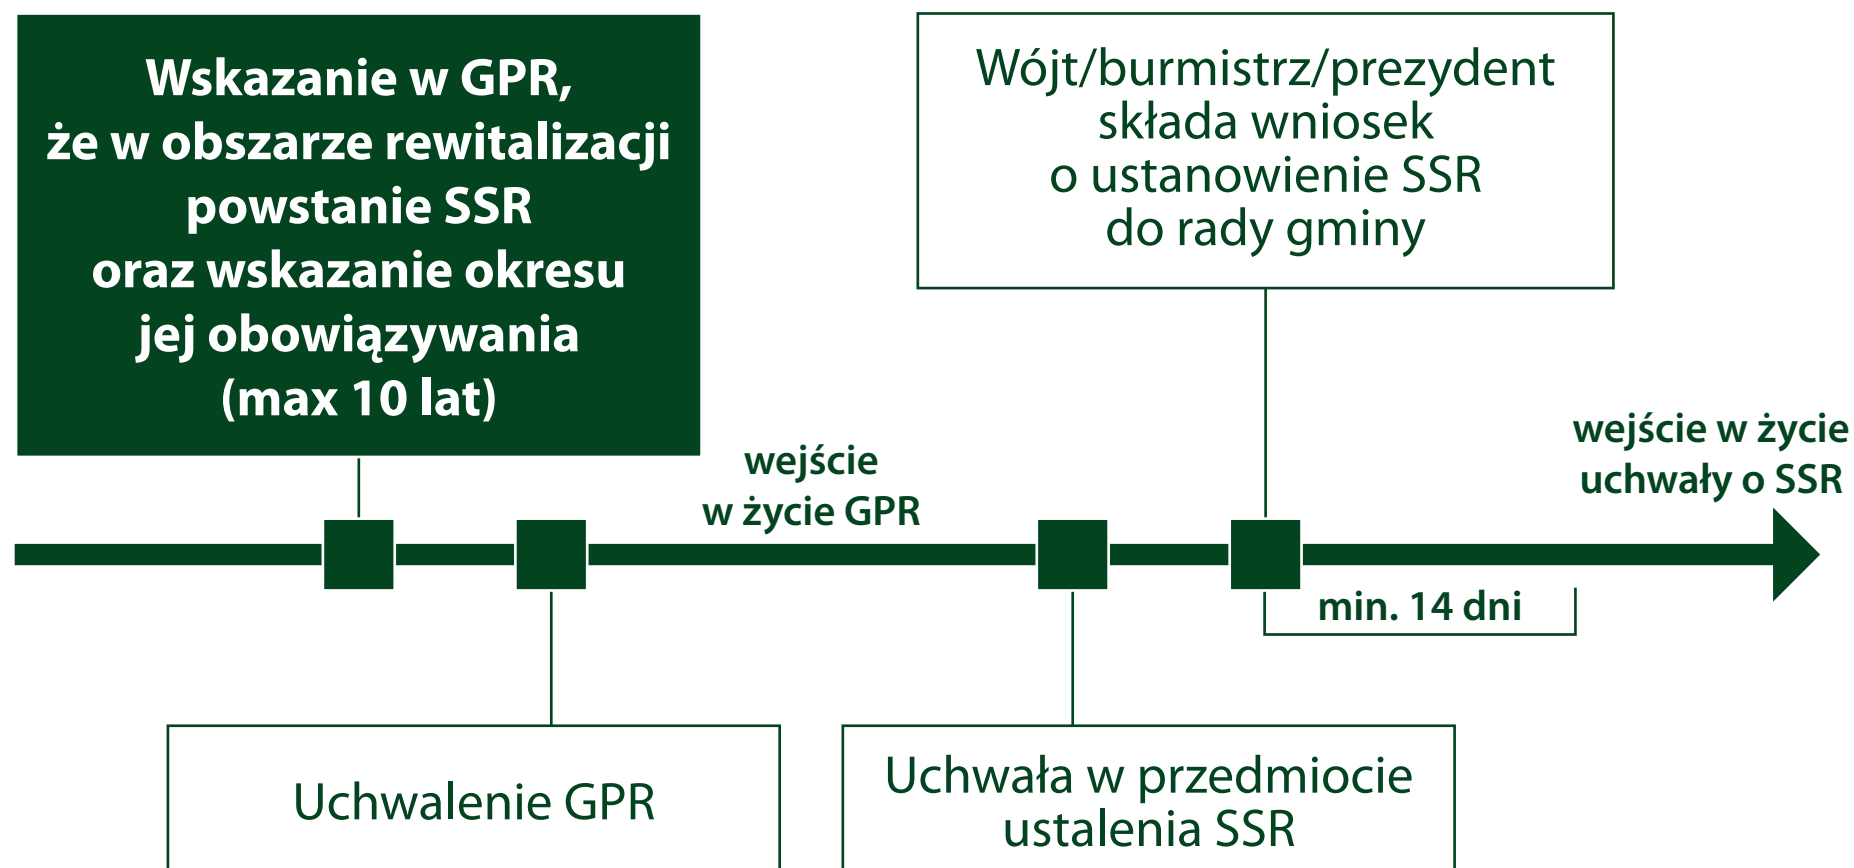 Wskazanie w GPR,
że w obszarze rewitalizacji
powstanie SSR
oraz wskazanie okresu
jej obowiązywania
(max 10 lat)
Wójt/burmistrz/prezydent
składa wniosek
o ustanowienie SSR
do rady gminy
wejście
w życie GPR
wejście w życie
uchwały o SSR
min. 14 dni
Uchwalenie GPR
Uchwała w przedmiocie
ustalenia SSR